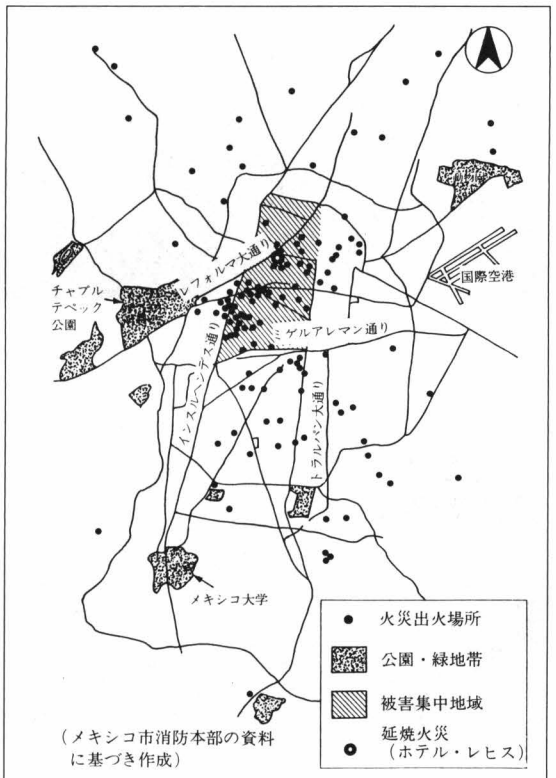 動物園
レフォルマ大通り
チャプル
テペック
公園
国際空港
ミゲルアレマン通り
インスルヘンテス通り
トラルパン大通り
メキシコ大学
火災出火場所
公園・緑地帯
被害集中地域
延焼火災
(ホテル・レヒス)
(メキシコ市消防本部の資料
に基づき作成)